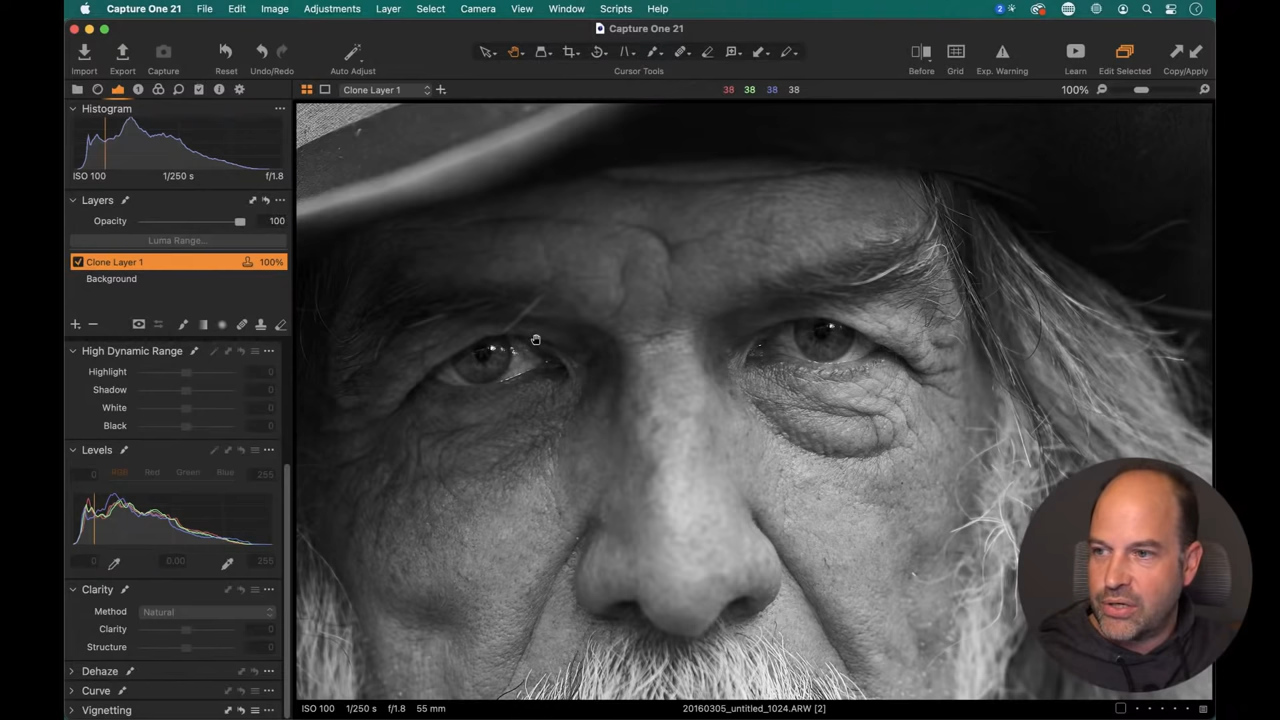 Capture One 21 File Edit Image Adjustments Layer Select Camera View Window Scripts Help 2
Capture One 21
Import Export Capture Reset Undo/Redo Auto Adjust Cursor Tools Before Grid Exp. Warning Learn Edit Selected Copy/Apply
Clone Layer 1 38 38 38 38 100%
Histogram
ISO 100 1/250 s f/1.8
Layers
Opacity 100
Luma Range...
Clone Layer 1 100%
Background
High Dynamic Range
Highlight 0
Shadow 0
White 0
Black 0
Levels
0 RGB Red Green Blue 255
0 0.00 255
Clarity
Method Natural
Clarity 0
Structure 0
Dehaze
Curve
Vignetting
ISO 100 1/250 s f/1.8 55 mm 20160305_untitled_1024.ARW [2]